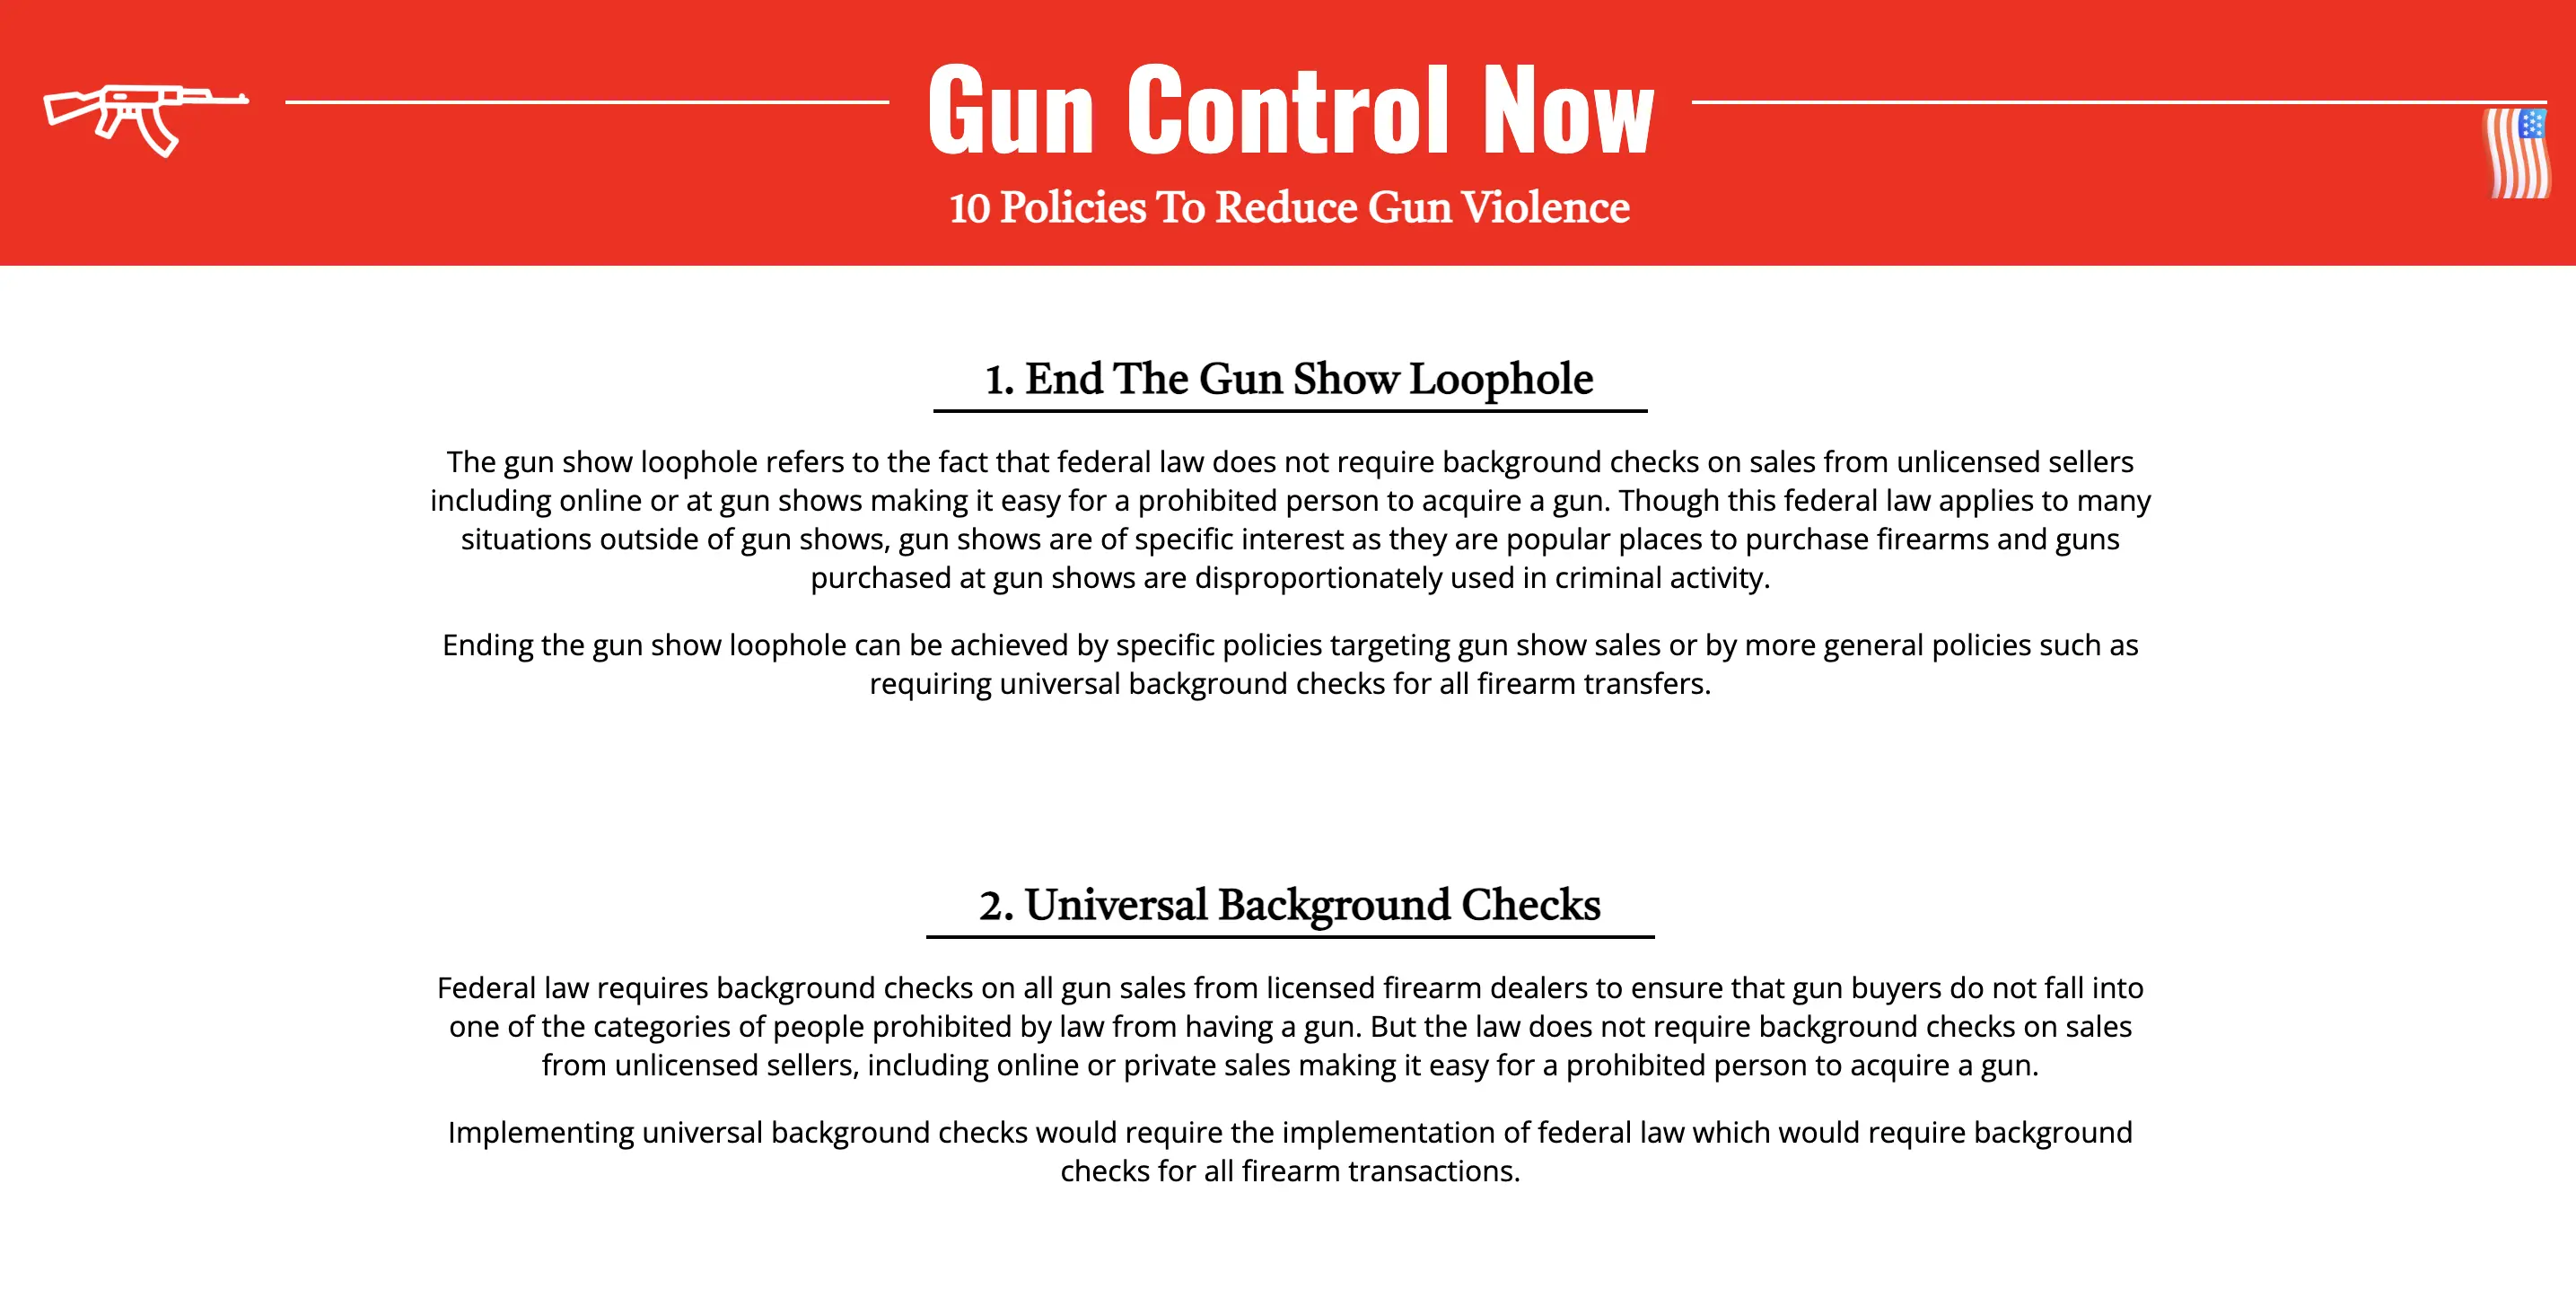 Gun Control Now
10 Policies To Reduce Gun Violence
1. End The Gun Show Loophole
The gun show loophole refers to the fact that federal law does not require background checks on sales from unlicensed sellers
including online or at gun shows making it easy for a prohibited person to acquire a gun. Though this federal law applies to many
situations outside of gun shows, gun shows are of specific interest as they are popular places to purchase firearms and guns
purchased at gun shows are disproportionately used in criminal activity.
Ending the gun show loophole can be achieved by specific policies targeting gun show sales or by more general policies such as
requiring universal background checks for all firearm transfers.
2. Universal Background Checks
Federal law requires background checks on all gun sales from licensed firearm dealers to ensure that gun buyers do not fall into
one of the categories of people prohibited by law from having a gun. But the law does not require background checks on sales
from unlicensed sellers, including online or private sales making it easy for a prohibited person to acquire a gun.
Implementing universal background checks would require the implementation of federal law which would require background
checks for all firearm transactions.